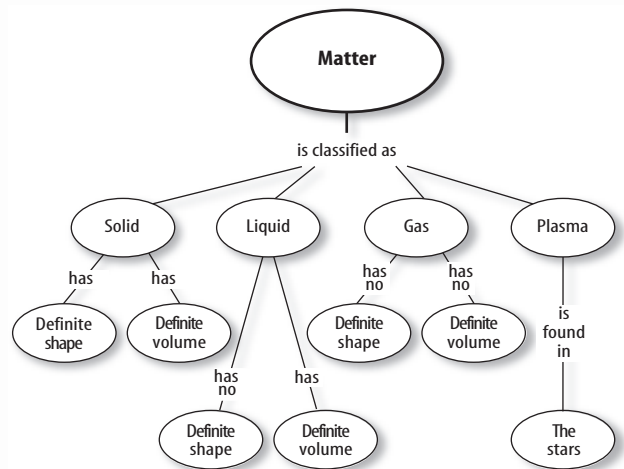 Matter
is classified as
Solid
Liquid
Gas
Plasma
has
has
has
no
has
no
is
found
in
Definite
shape
Definite
volume
Definite
shape
Definite
volume
has
no
has
Definite
shape
Definite
volume
The
stars